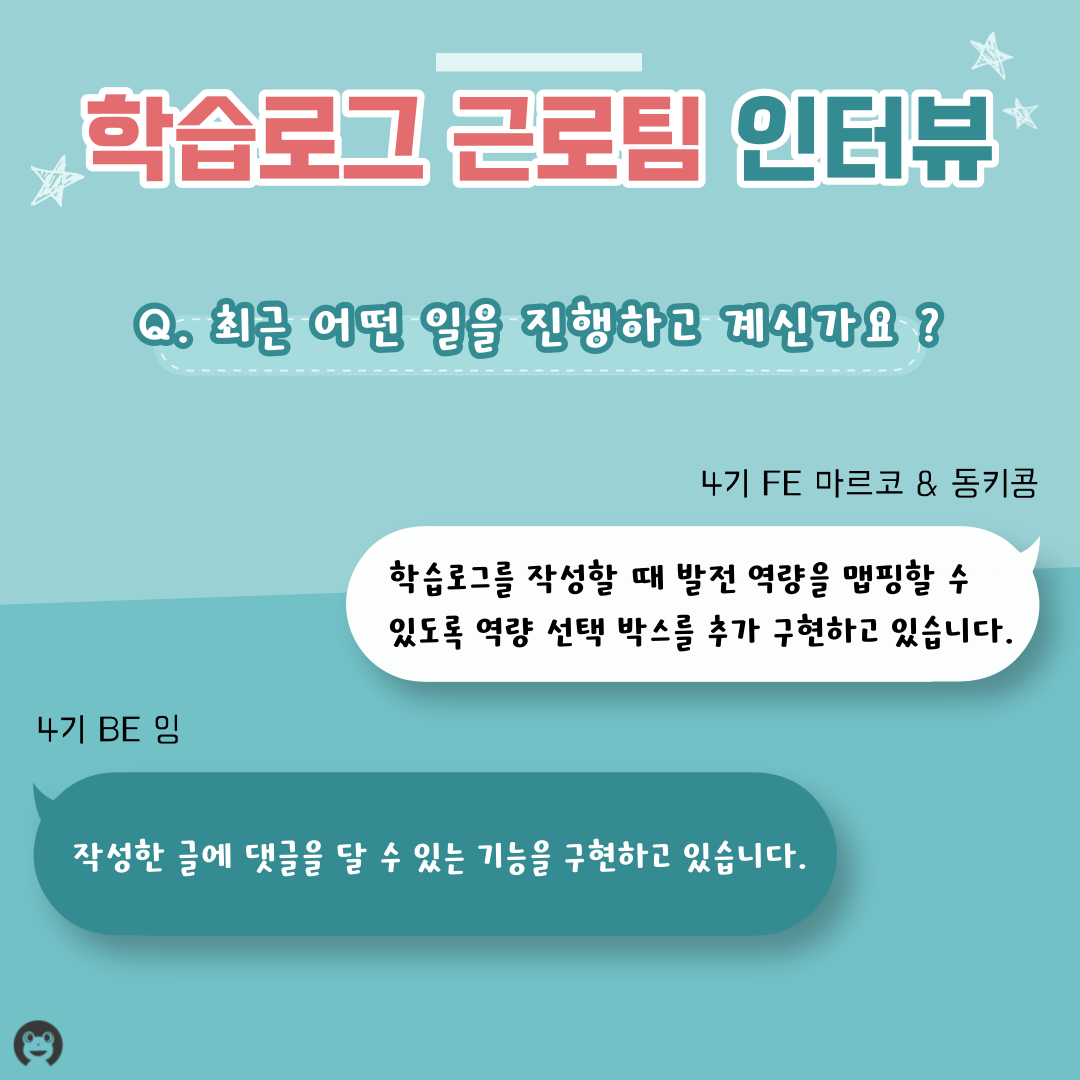 학습로그 근로팀 인터뷰
Q. 최근 어떤 일을 진행하고 계신가요 ?
4기 FE 마르코 & 동키콩
학습로그를 작성할 때 발전 역량을 맵핑할 수
있도록 역량 선택 박스를 추가 구현하고 있습니다.
4기 BE 밍
작성한 글에 댓글을 달 수 있는 기능을 구현하고 있습니다.